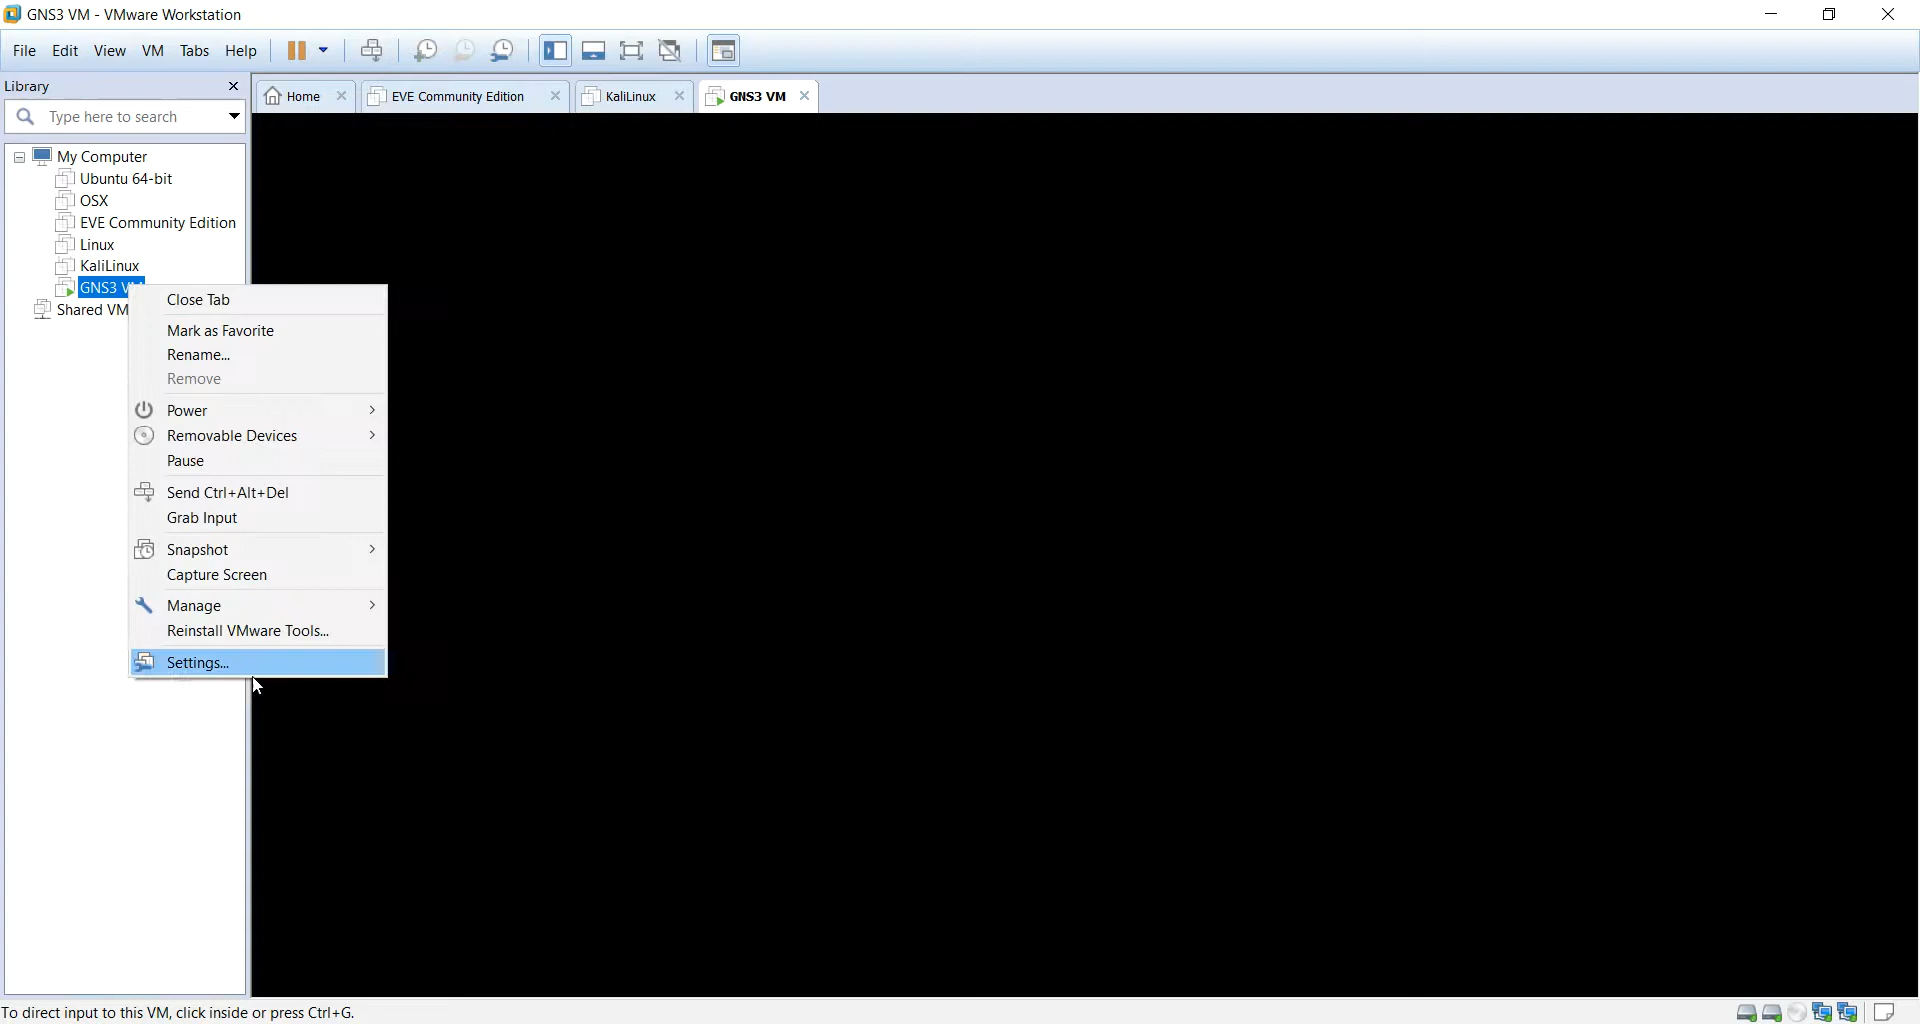 GNS3 VM - VMware Workstation
File Edit View VM Tabs Help
Library
Home EVE Community Edition KaliLinux GNS3 VM
Type here to search
My Computer
Ubuntu 64-bit
OSX
EVE Community Edition
Linux
KaliLinux
GNS3 VM
Shared VM
Close Tab
Mark as Favorite
Rename...
Remove
Power
Removable Devices
Pause
Send Ctrl+Alt+Del
Grab Input
Snapshot
Capture Screen
Manage
Reinstall VMware Tools...
Settings...
To direct input to this VM, click inside or press Ctrl+G.